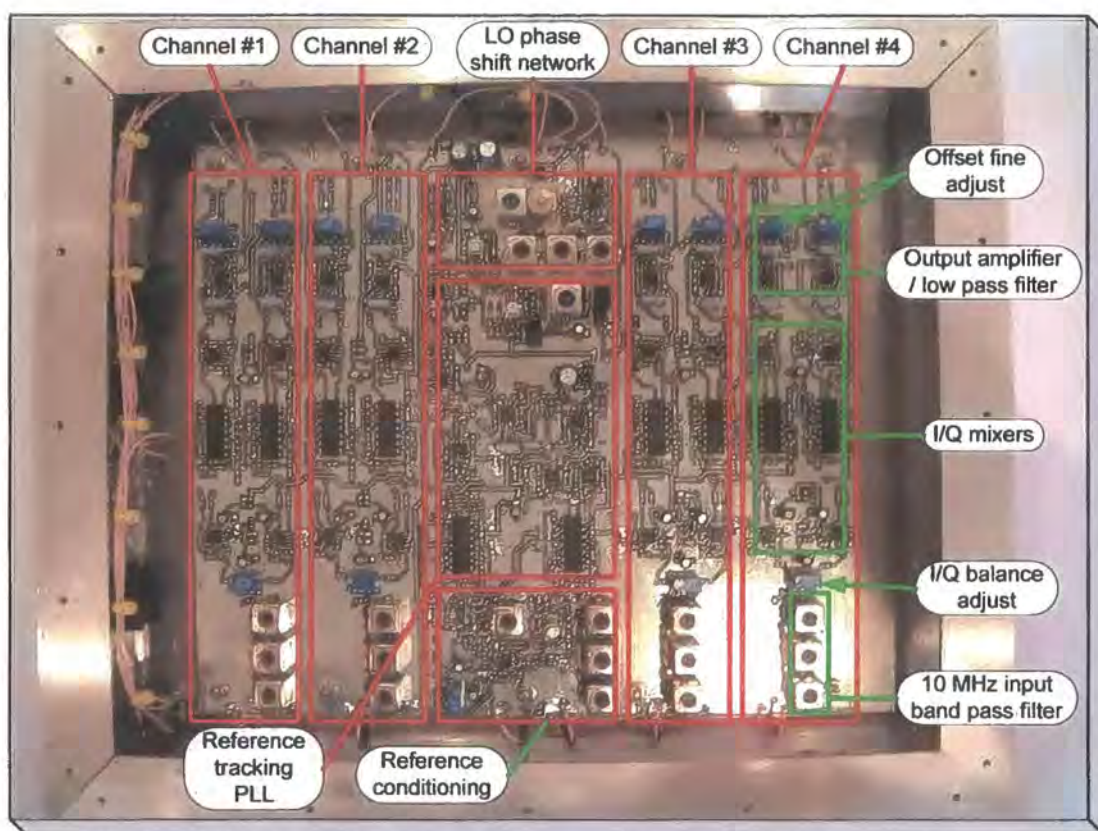 Channel #1
Channel #2
LO phase
shift network
Channel #3
Channel #4
Offset fine
adjust
Output amplifier
/ low pass filter
I/Q mixers
I/Q balance
adjust
10 MHz input
band pass filter
Reference
tracking
PLL
Reference
conditioning